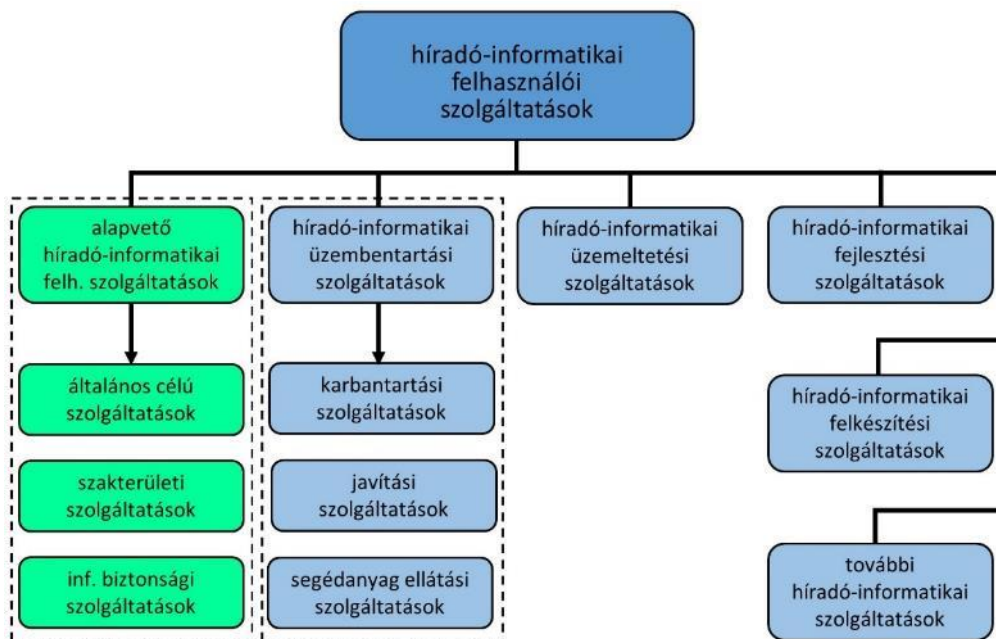 híradó-informatikai
felhasználói
szolgáltatások
alapvető
híradó-informatikai
felh. szolgáltatások
híradó-informatikai
üzembentartási
szolgáltatások
híradó-informatikai
üzemeltetési
szolgáltatások
híradó-informatikai
fejlesztési
szolgáltatások
általános célú
szolgáltatások
karbantartási
szolgáltatások
híradó-informatikai
felkészítési
szolgáltatások
szakterületi
szolgáltatások
javítási
szolgáltatások
inf. biztonsági
szolgáltatások
segédanyag ellátási
szolgáltatások
további
híradó-informatikai
szolgáltatások